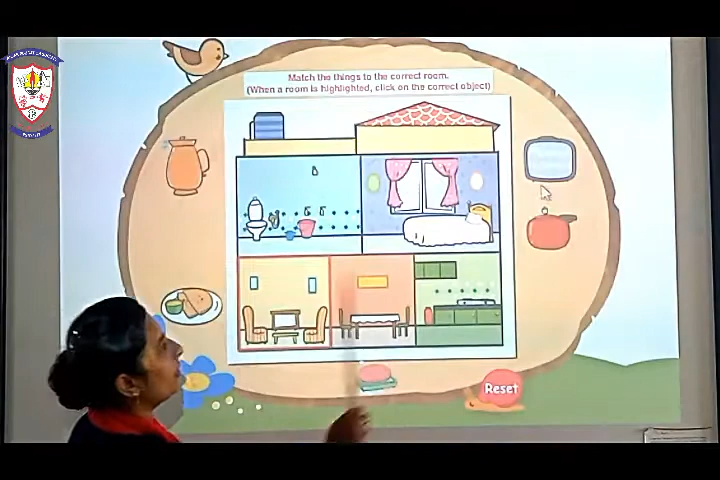 Match the things to the correct room.
(When a room is highlighted, click on the correct object)
Reset